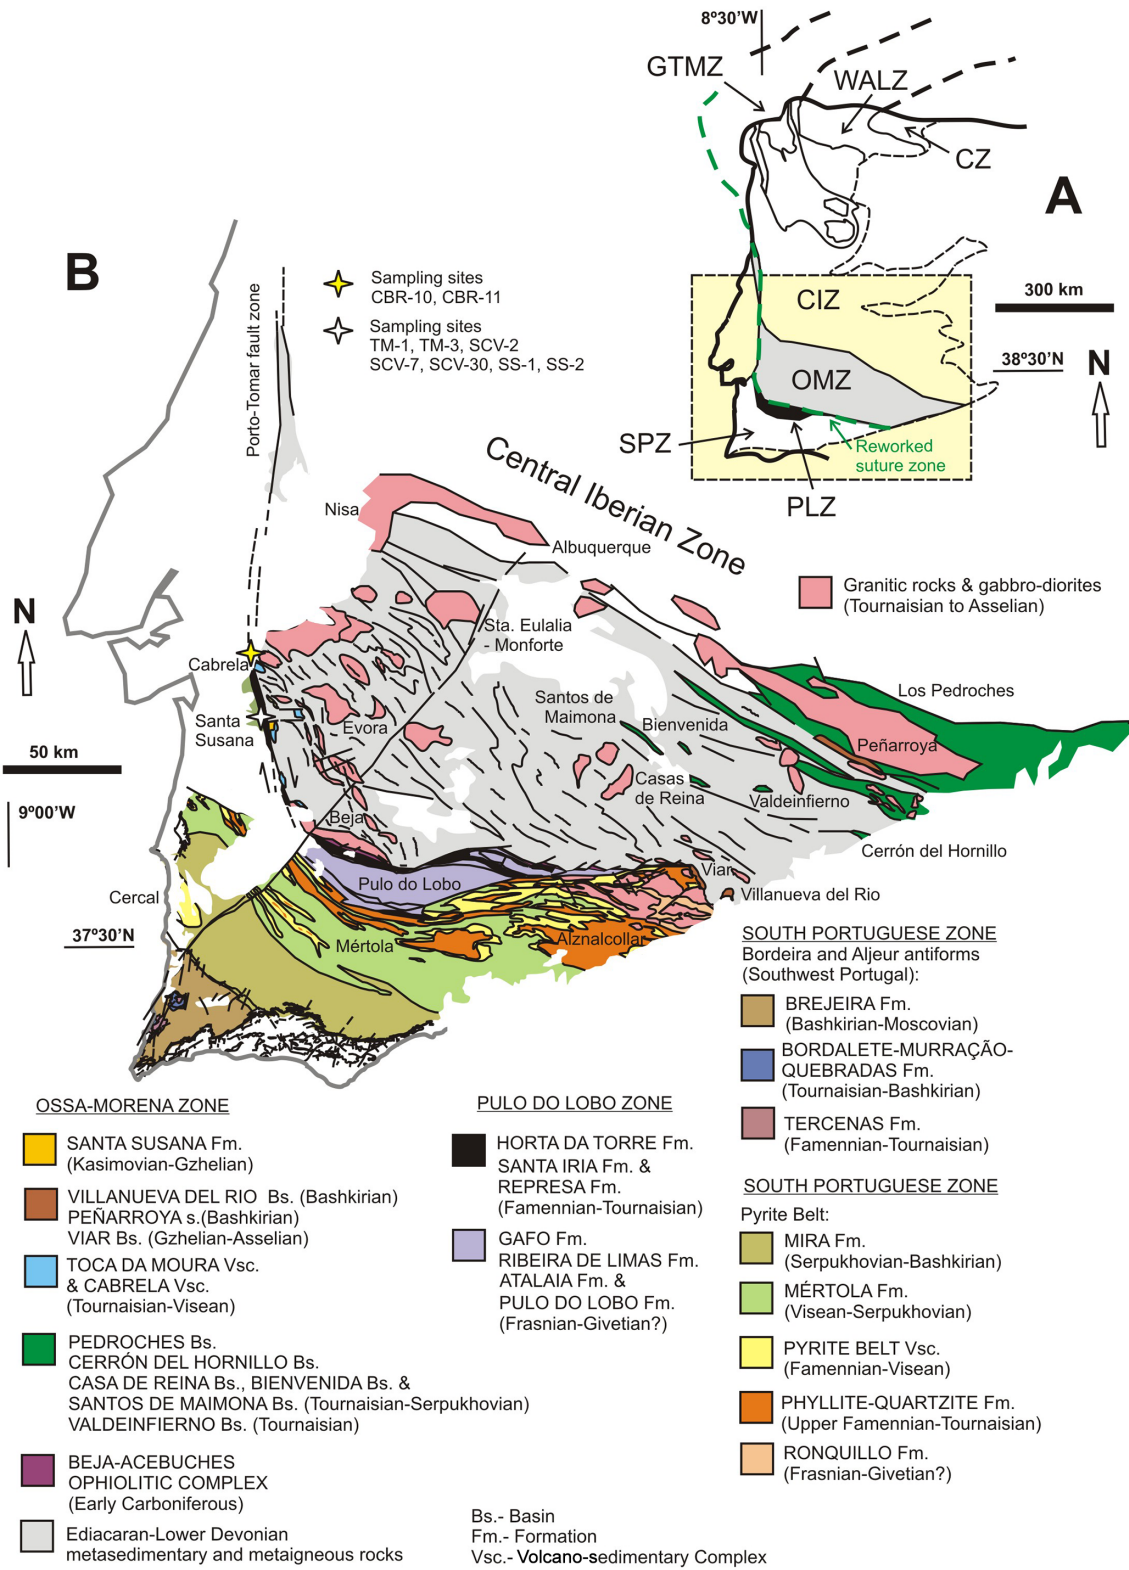 8º30'W
GTMZ
WALZ
CZ
A
CIZ
300 km
38º30'N
N
OMZ
SPZ
Reworked
suture zone
PLZ
B
Sampling sites
CBR-10, CBR-11
Sampling sites
TM-1, TM-3, SCV-2
SCV-7, SCV-30, SS-1, SS-2
Porto-Tomar fault zone
Central Iberian Zone
Nisa
Albuquerque
Granitic rocks & gabbro-diorites
(Tournaisian to Asselian)
N
Sta. Eulalia
- Monforte
Cabrela
Los Pedroches
Santos de
Maimona
Bienvenida
Santa
Susana
Evora
Peñarroya
50 km
Casas
de Reina
Valdeinfierno
9º00'W
Beja
Cerrón del Hornillo
Viar
Pulo do Lobo
Villanueva del Rio
Cercal
37º30'N
Mértola
Alznalcollar
SOUTH PORTUGUESE ZONE
Bordeira and Aljeur antiforms
(Southwest Portugal):
BREJEIRA Fm.
(Bashkirian-Moscovian)
BORDALETE-MURRAÇÃO-
QUEBRADAS Fm.
(Tournaisian-Bashkirian)
TERCENAS Fm.
(Famennian-Tournaisian)
SOUTH PORTUGUESE ZONE
Pyrite Belt:
MIRA Fm.
(Serpukhovian-Bashkirian)
MÉRTOLA Fm.
(Visean-Serpukhovian)
PYRITE BELT Vsc.
(Famennian-Visean)
PHYLLITE-QUARTZITE Fm.
(Upper Famennian-Tournaisian)
RONQUILLO Fm.
(Frasnian-Givetian?)
OSSA-MORENA ZONE
SANTA SUSANA Fm.
(Kasimovian-Gzhelian)
VILLANUEVA DEL RIO Bs. (Bashkirian)
PEÑARROYA s.(Bashkirian)
VIAR Bs. (Gzhelian-Asselian)
TOCA DA MOURA Vsc.
& CABRELA Vsc.
(Tournaisian-Visean)
PEDROCHES Bs.
CERRÓN DEL HORNILLO Bs.
CASA DE REINA Bs., BIENVENIDA Bs. &
SANTOS DE MAIMONA Bs. (Tournaisian-Serpukhovian)
VALDEINFIERNO Bs. (Tournaisian)
BEJA-ACEBUCHES
OPHIOLITIC COMPLEX
(Early Carboniferous)
Ediacaran-Lower Devonian
metasedimentary and metaigneous rocks
PULO DO LOBO ZONE
HORTA DA TORRE Fm.
SANTA IRIA Fm. &
REPRESA Fm.
(Famennian-Tournaisian)
GAFO Fm.
RIBEIRA DE LIMAS Fm.
ATALAIA Fm. &
PULO DO LOBO Fm.
(Frasnian-Givetian?)
Bs.- Basin
Fm.- Formation
Vsc.- Volcano-sedimentary Complex